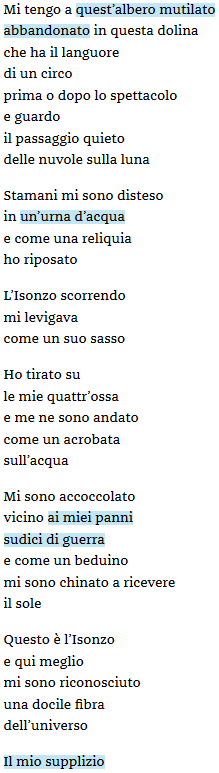 Mi tengo a quest’albero mutilato
abbandonato in questa dolina
che ha il languore
di un circo
prima o dopo lo spettacolo
e guardo
il passaggio quieto
delle nuvole sulla luna
Stamani mi sono disteso
in un’urna d’acqua
e come una reliquia
ho riposato
L’Isonzo scorrendo
mi levigava
come un suo sasso
Ho tirato su
le mie quattr’ossa
e me ne sono andato
come un acrobata
sull’acqua
Mi sono accoccolato
vicino ai miei panni
sudici di guerra
e come un beduino
mi sono chinato a ricevere
il sole
Questo è l’Isonzo
e qui meglio
mi sono riconosciuto
una docile fibra
dell’universo
Il mio supplizio